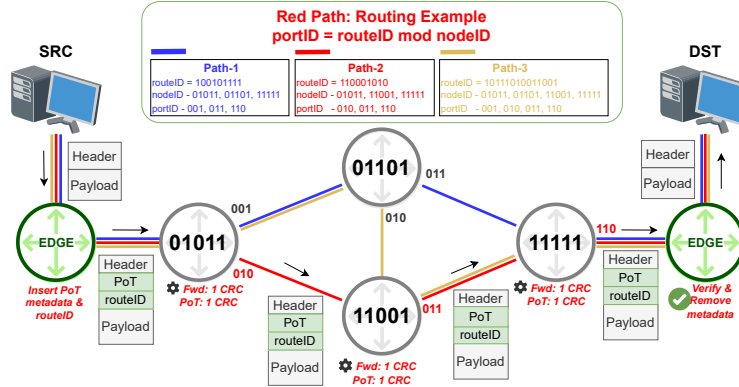 Red Path: Routing Example
portID = routeID mod nodeID
Path-1
routeID = 100101111
nodeID - 01011, 01101, 11111
portID - 001, 011, 110
Path-2
routeID = 110001010
nodeID - 01011, 11001, 11111
portID - 010, 011, 110
Path-3
routeID = 10111010011001
nodeID - 01011, 01101, 11001, 11111
portID - 001, 010, 011, 110
SRC
DST
Header
Payload
Header
Payload
01101
011
001
010
EDGE
01011
11111
110
EDGE
010
Header
PoT
routeID
Payload
Insert PoT
metadata &
routeID
Fwd: 1 CRC
PoT: 1 CRC
Header
PoT
routeID
Payload
11001
011
Fwd: 1 CRC
PoT: 1 CRC
Header
PoT
routeID
Payload
Fwd: 1 CRC
PoT: 1 CRC
Header
PoT
routeID
Payload
Verify &
Remove
metadata